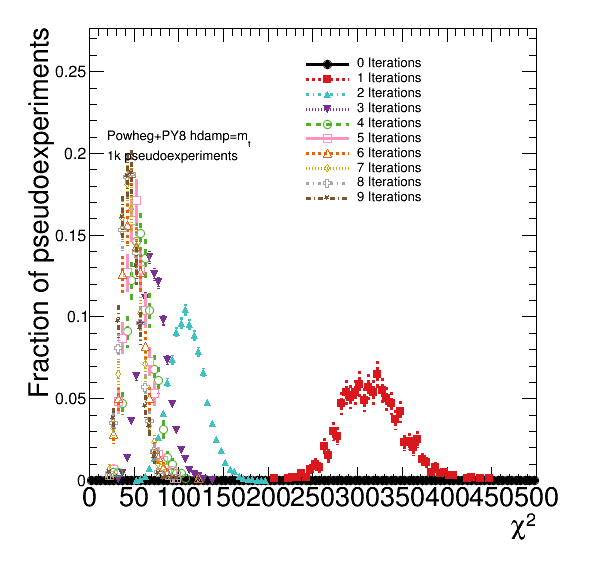 Fraction of pseudoexperiments
0.25
0.2
0.15
0.1
0.05
0
Powheg+PY8 hdamp=m_t
1k pseudoexperiments
0 Iterations
1 Iterations
2 Iterations
3 Iterations
4 Iterations
5 Iterations
6 Iterations
7 Iterations
8 Iterations
9 Iterations
0 50 100 150 200 250 300 350 400 450 500
χ²